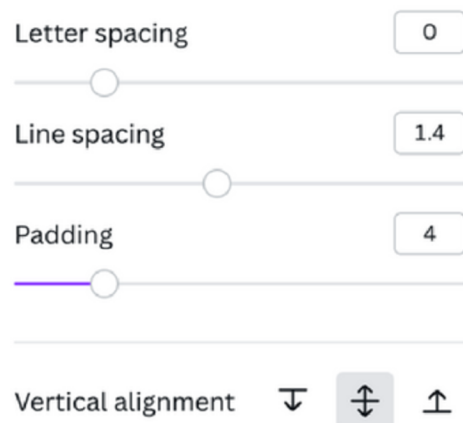 Letter spacing 0
Line spacing 1.4
Padding 4
Vertical alignment